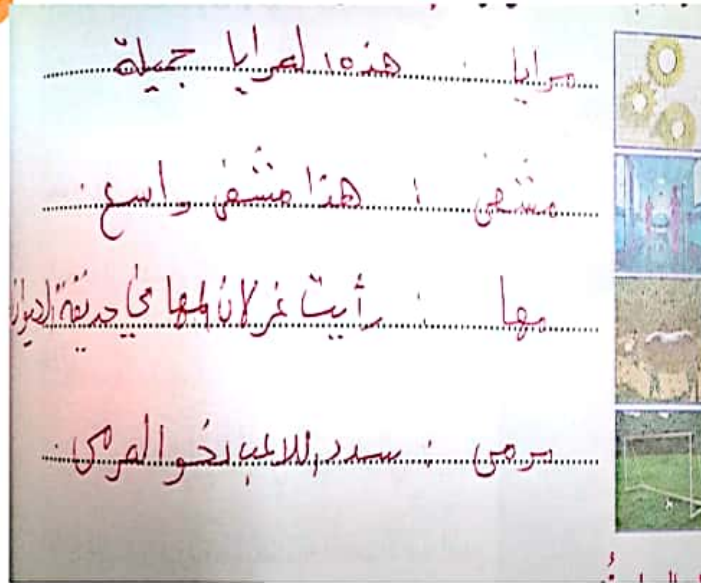 مرايا : هذه المرايا جميلة
مشفى : هذا مشفى واسع.
مها : رأيت غزلان المها في حديقة الحيوان
مرمى : سدد اللاعب نحو المرمى.